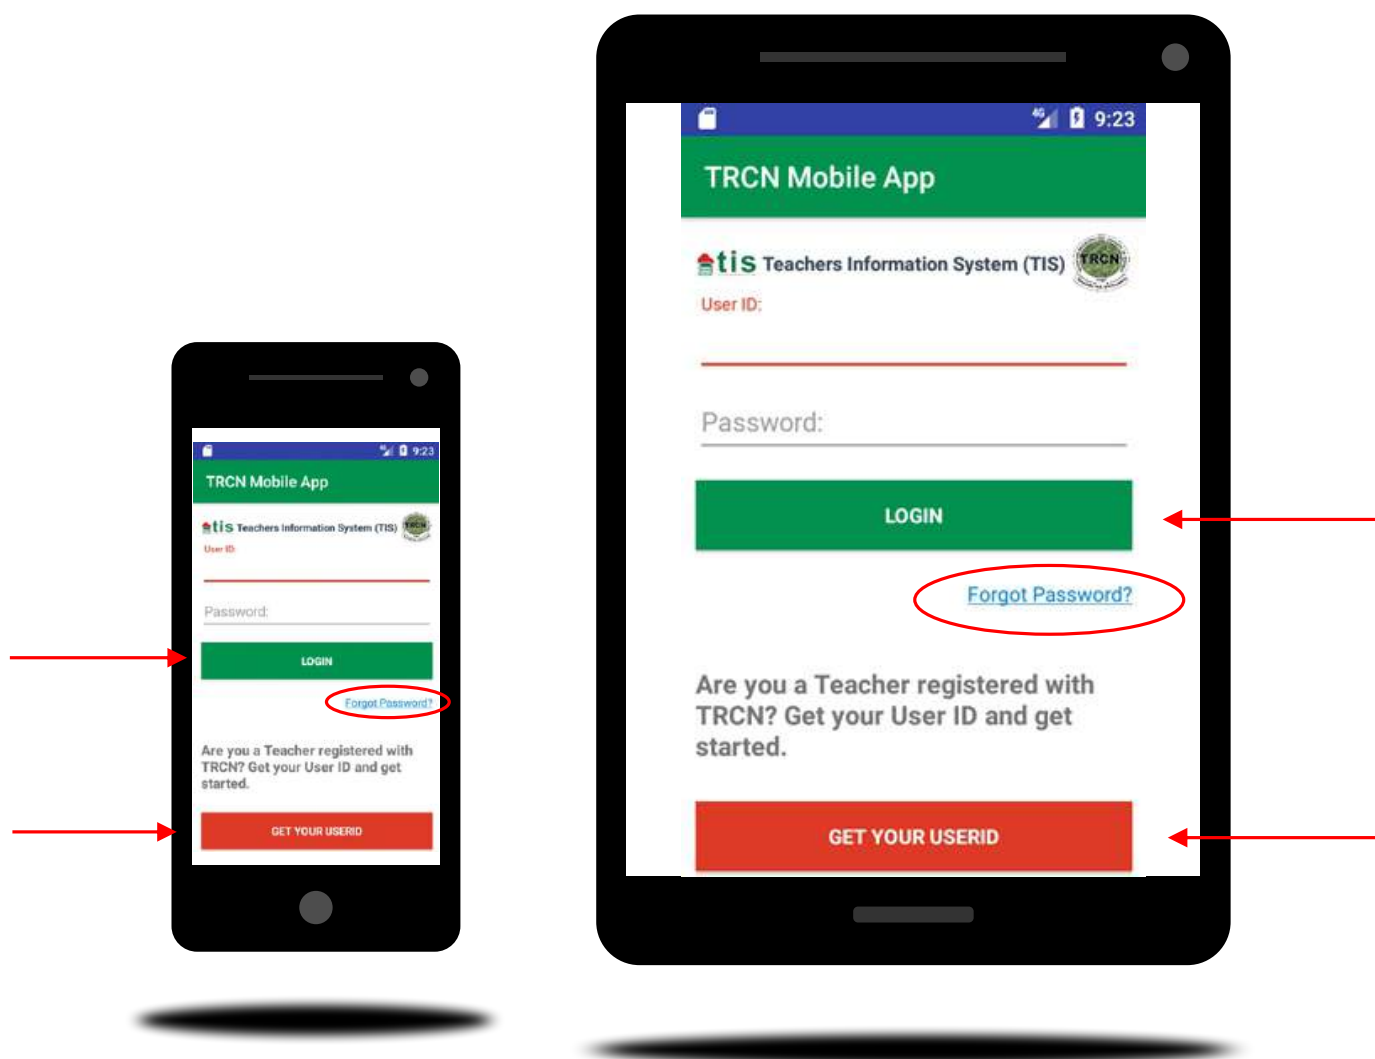 9:23
TRCN Mobile App
tis Teachers Information System (TIS) TRCN
User ID:
Password:
LOGIN
Forgot Password?
Are you a Teacher registered with
TRCN? Get your User ID and get
started.
GET YOUR USERID
4G 9:23
TRCN Mobile App
tis Teachers Information System (TIS) TRCN
User ID:
Password:
LOGIN
Forgot Password?
Are you a Teacher registered with
TRCN? Get your User ID and get
started.
GET YOUR USERID